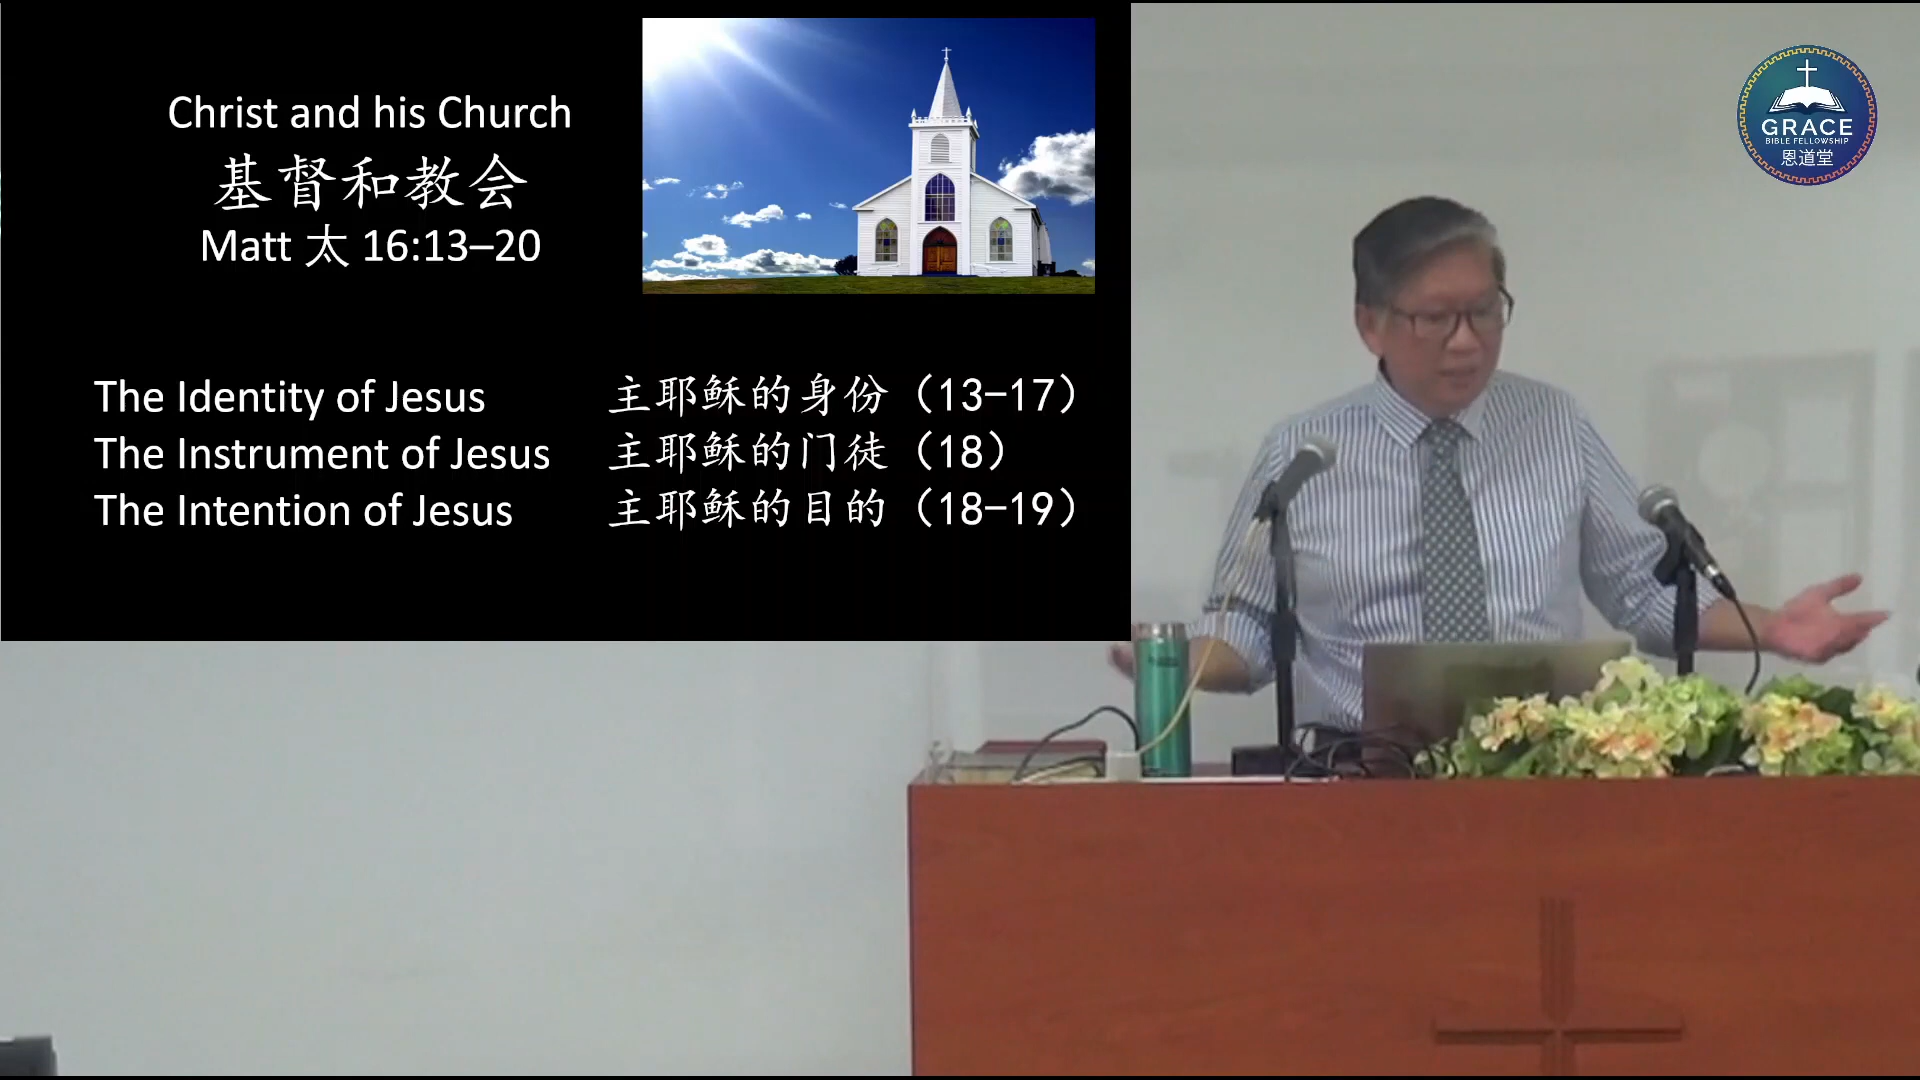 Christ and his Church
基督和教会
Matt 太 16:13–20
The Identity of Jesus 主耶稣的身份（13-17）
The Instrument of Jesus 主耶稣的门徒（18）
The Intention of Jesus 主耶稣的目的（18-19）
GRACE
BIBLE FELLOWSHIP
恩道堂